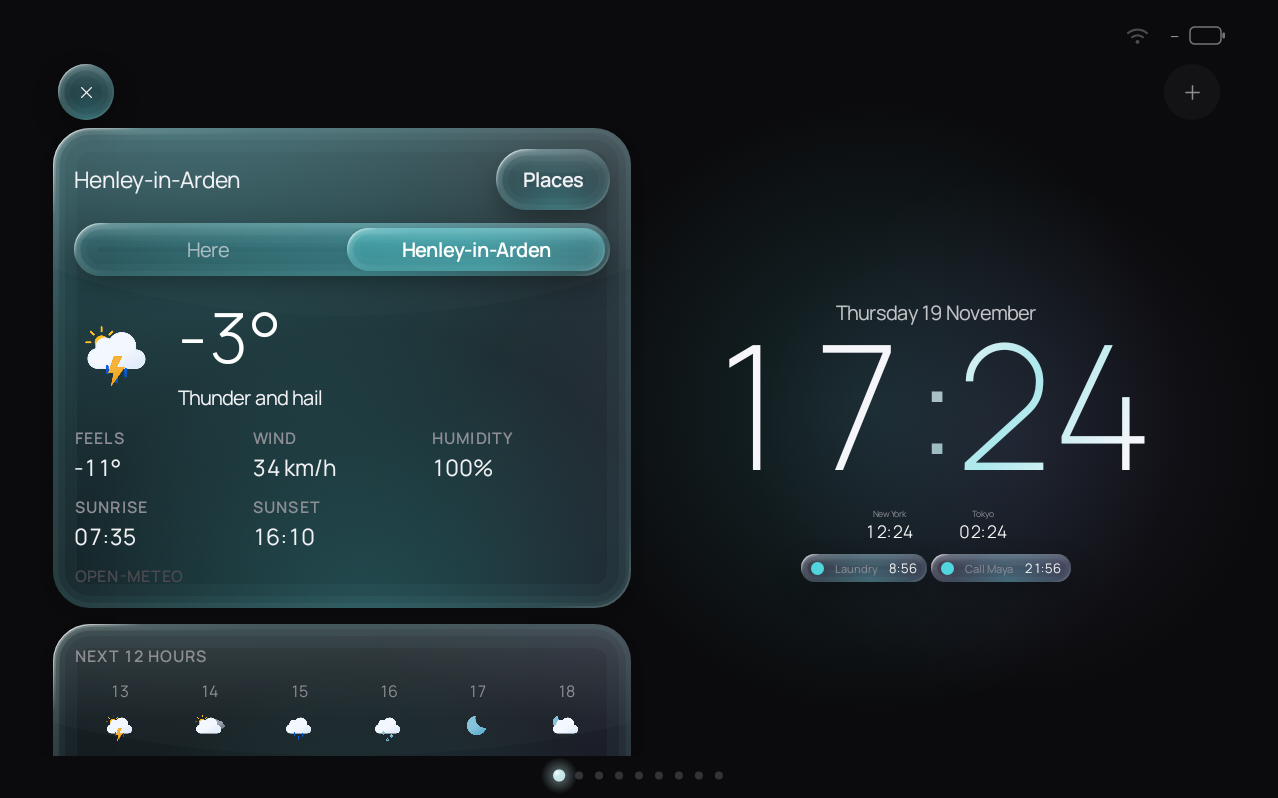 Henley-in-Arden
Places
Here
Henley-in-Arden
-3°
Thunder and hail
FEELS WIND HUMIDITY
-11° 34 km/h 100%
SUNRISE SUNSET
07:35 16:10
OPEN-METEO
NEXT 12 HOURS
13 14 15 16 17 18
Thursday 19 November
17:24
New York Tokyo
12:24 02:24
Laundry 8:56 Call Maya 21:56